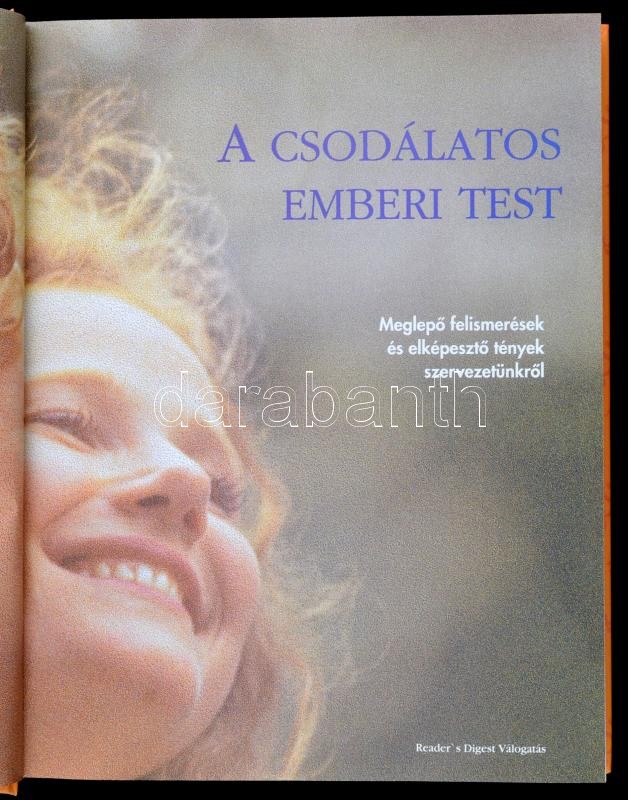 A CSODÁLATOS
EMBERI TEST
Meglepő felismerések
és elképesztő tények
szervezetünkről
darabanth
Reader`s Digest Válogatás